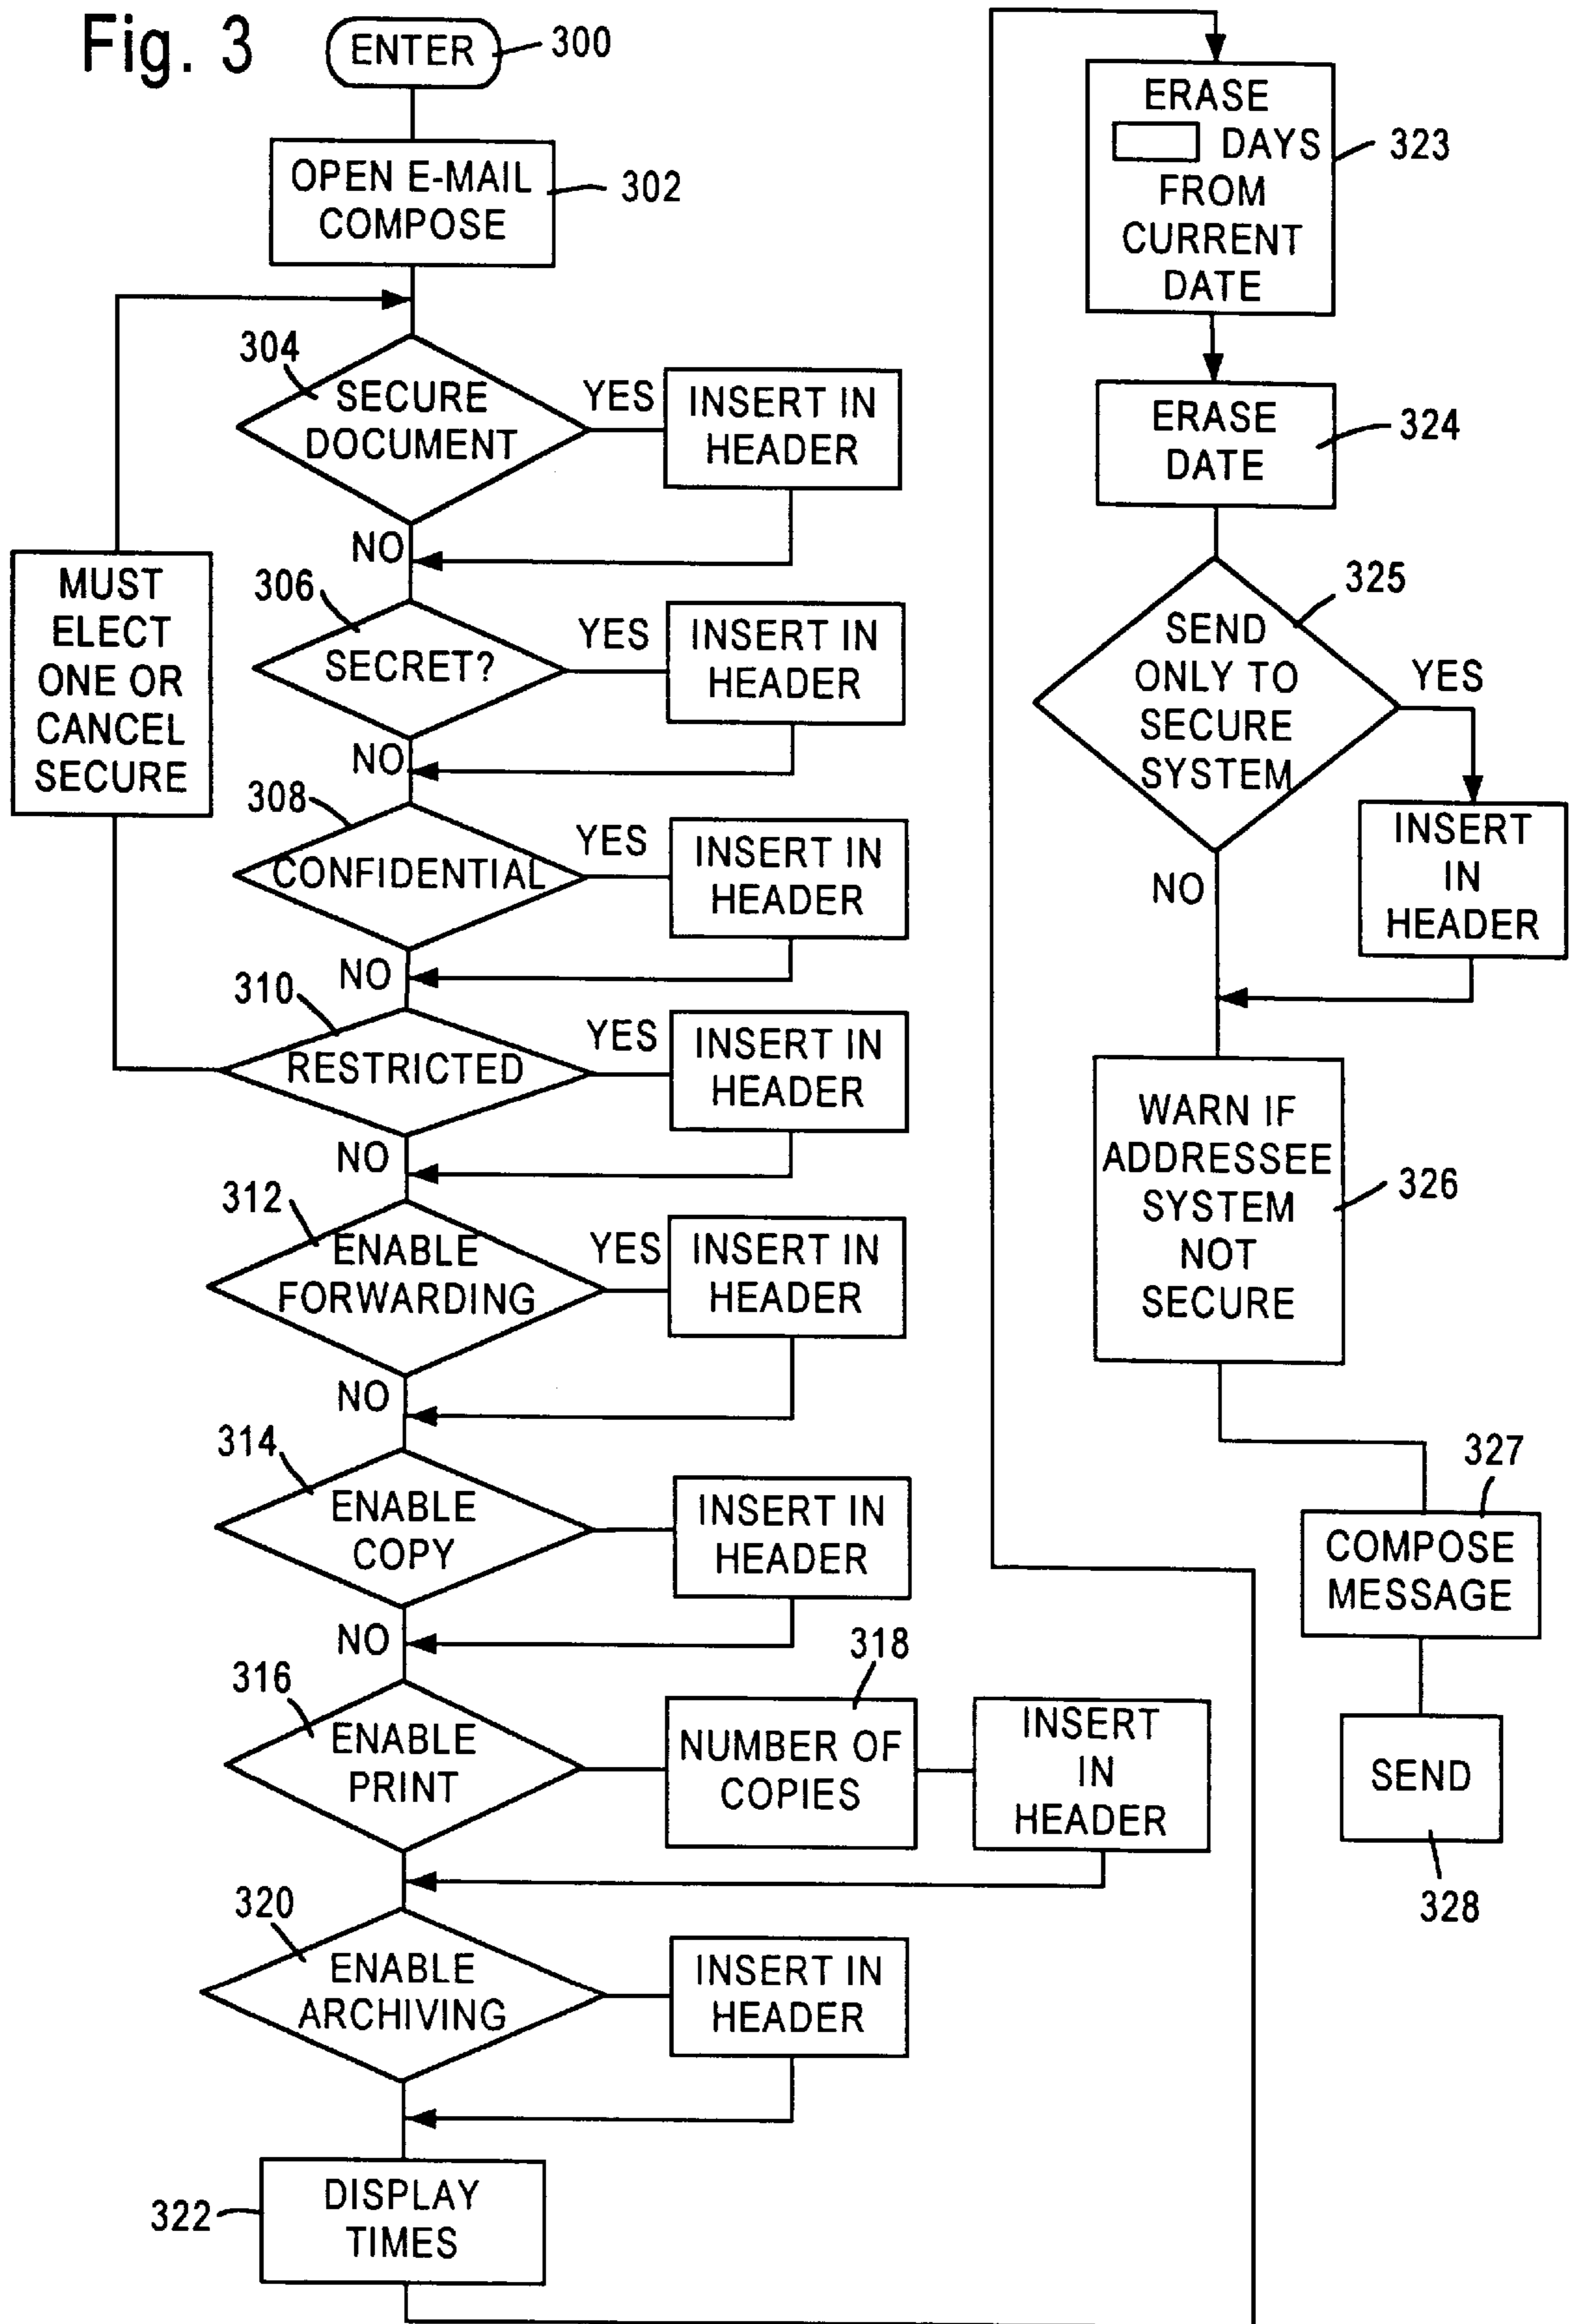 Fig. 3
ENTER
300
OPEN E-MAIL
COMPOSE
302
304
SECURE
DOCUMENT
YES
INSERT IN
HEADER
NO
MUST
ELECT
ONE OR
CANCEL
SECURE
306
SECRET?
YES
INSERT IN
HEADER
NO
308
CONFIDENTIAL
YES
INSERT IN
HEADER
NO
310
RESTRICTED
YES
INSERT IN
HEADER
NO
312
ENABLE
FORWARDING
YES
INSERT IN
HEADER
NO
314
ENABLE
COPY
INSERT IN
HEADER
NO
316
ENABLE
PRINT
318
NUMBER OF
COPIES
INSERT
IN
HEADER
320
ENABLE
ARCHIVING
INSERT IN
HEADER
322
DISPLAY
TIMES
ERASE
DAYS
FROM
CURRENT
DATE
323
ERASE
DATE
324
325
SEND
ONLY TO
SECURE
SYSTEM
YES
INSERT
IN
HEADER
NO
WARN IF
ADDRESSEE
SYSTEM
NOT
SECURE
326
327
COMPOSE
MESSAGE
SEND
328